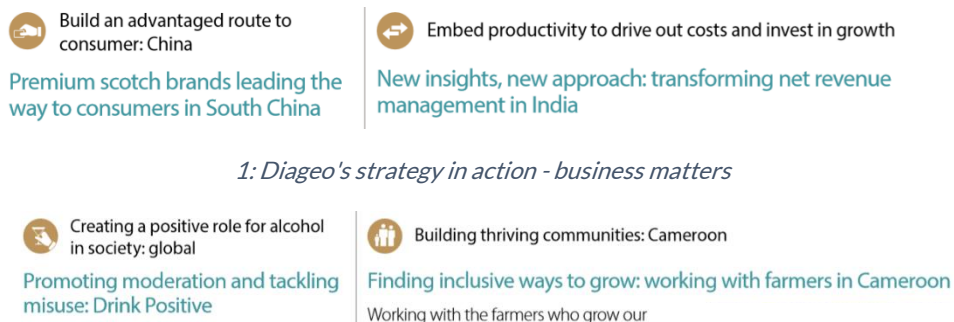 Build an advantaged route to
consumer: China
Premium scotch brands leading the
way to consumers in South China
Embed productivity to drive out costs and invest in growth
New insights, new approach: transforming net revenue
management in India
1: Diageo's strategy in action - business matters
Creating a positive role for alcohol
in society: global
Promoting moderation and tackling
misuse: Drink Positive
Building thriving communities: Cameroon
Finding inclusive ways to grow: working with farmers in Cameroon
Working with the farmers who grow our